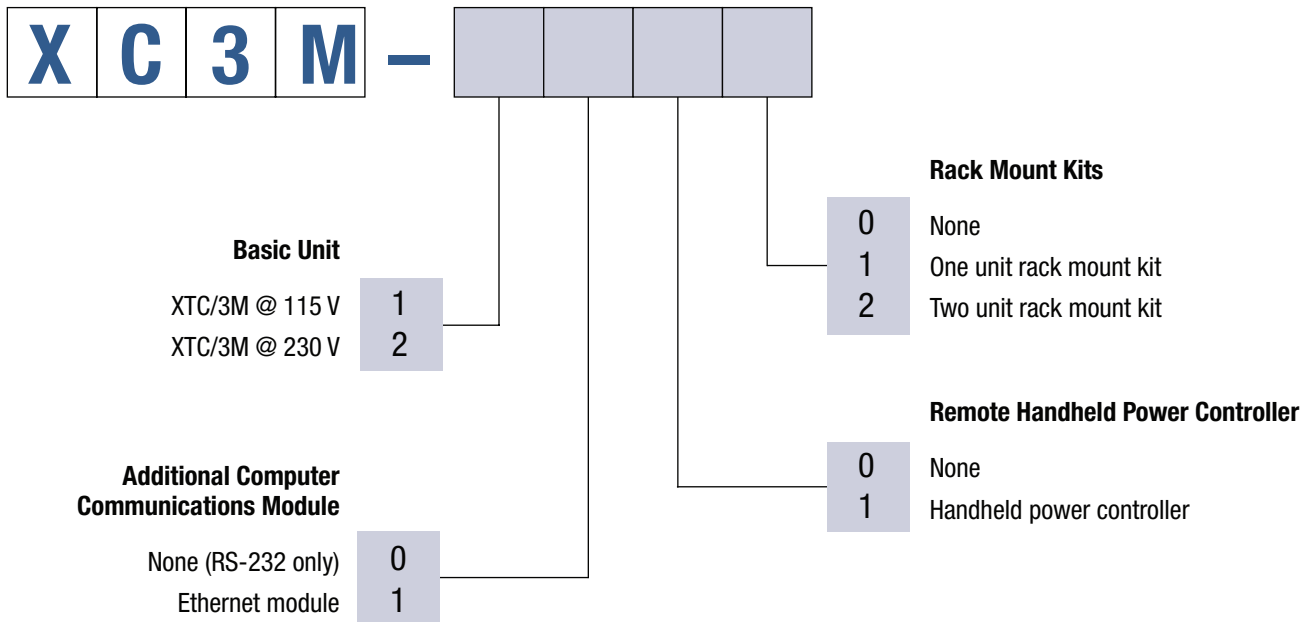 X C 3 M –
Basic Unit
XTC/3M @ 115 V 1
XTC/3M @ 230 V 2
Additional Computer
Communications Module
None (RS-232 only) 0
Ethernet module 1
Rack Mount Kits
0 None
1 One unit rack mount kit
2 Two unit rack mount kit
Remote Handheld Power Controller
0 None
1 Handheld power controller